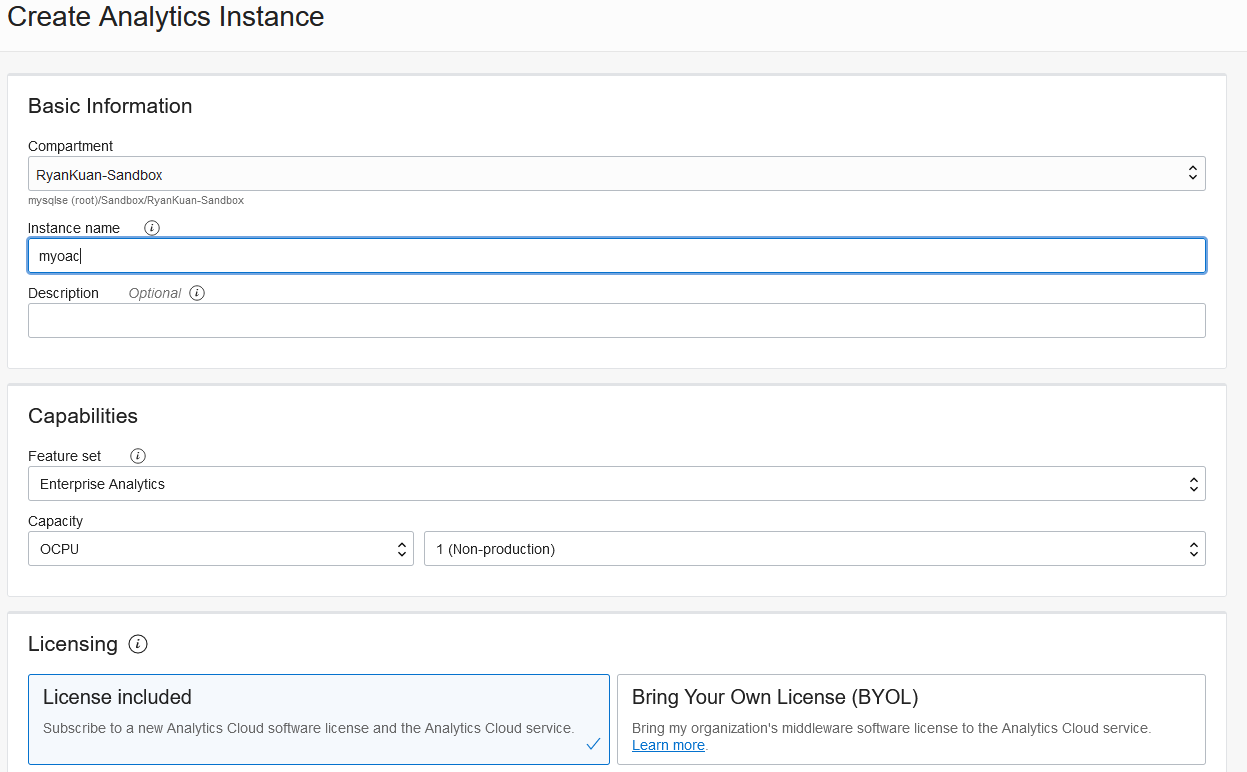 Create Analytics Instance
Basic Information
Compartment
RyanKuan-Sandbox
mysqlse (root)/Sandbox/RyanKuan-Sandbox
Instance name
myoac
Description Optional
Capabilities
Feature set
Enterprise Analytics
Capacity
OCPU 1 (Non-production)
Licensing
License included
Subscribe to a new Analytics Cloud software license and the Analytics Cloud service.
Bring Your Own License (BYOL)
Bring my organization's middleware software license to the Analytics Cloud service.
Learn more.